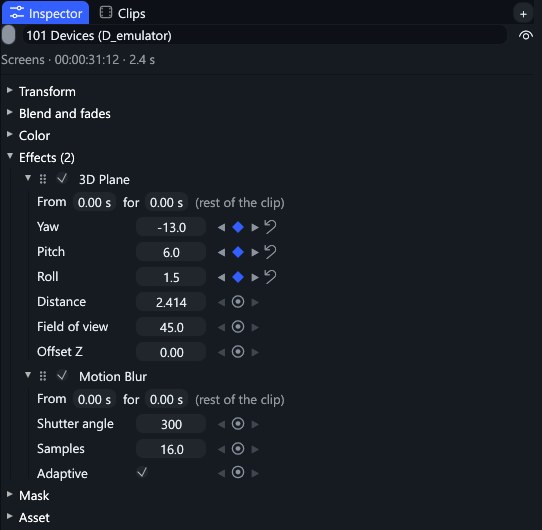 Inspector Clips +
101 Devices (D_emulator)
Screens · 00:00:31:12 · 2.4 s
Transform
Blend and fades
Color
Effects (2)
3D Plane
From 0.00 s for 0.00 s (rest of the clip)
Yaw -13.0
Pitch 6.0
Roll 1.5
Distance 2.414
Field of view 45.0
Offset Z 0.00
Motion Blur
From 0.00 s for 0.00 s (rest of the clip)
Shutter angle 300
Samples 16.0
Adaptive
Mask
Asset